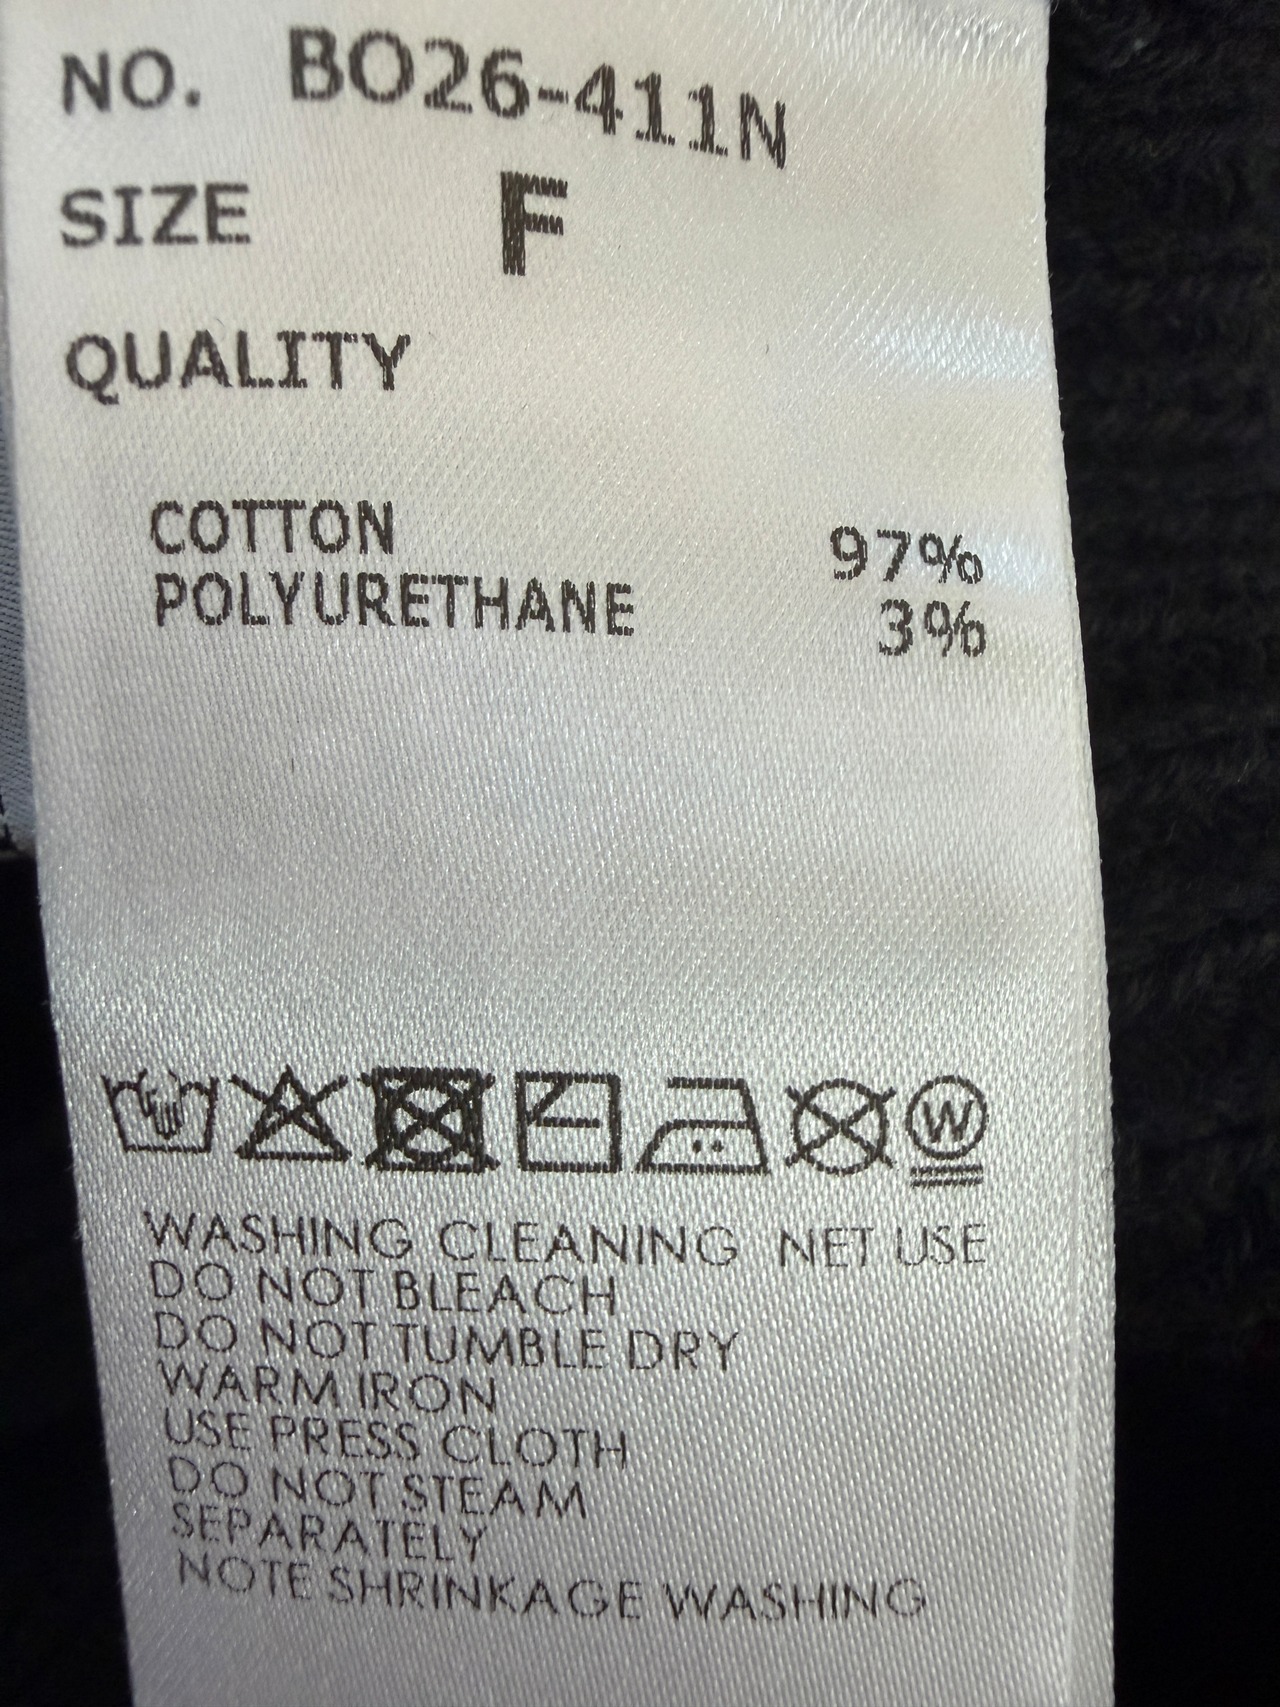 NO. BO26-411N
SIZE F
QUALITY
COTTON 97%
POLYURETHANE 3%
W
WASHING CLEANING NET USE
DO NOT BLEACH
DO NOT TUMBLE DRY
WARM IRON
USE PRESS CLOTH
DO NOT STEAM
SEPARATELY
NOTE SHRINKAGE WASHING